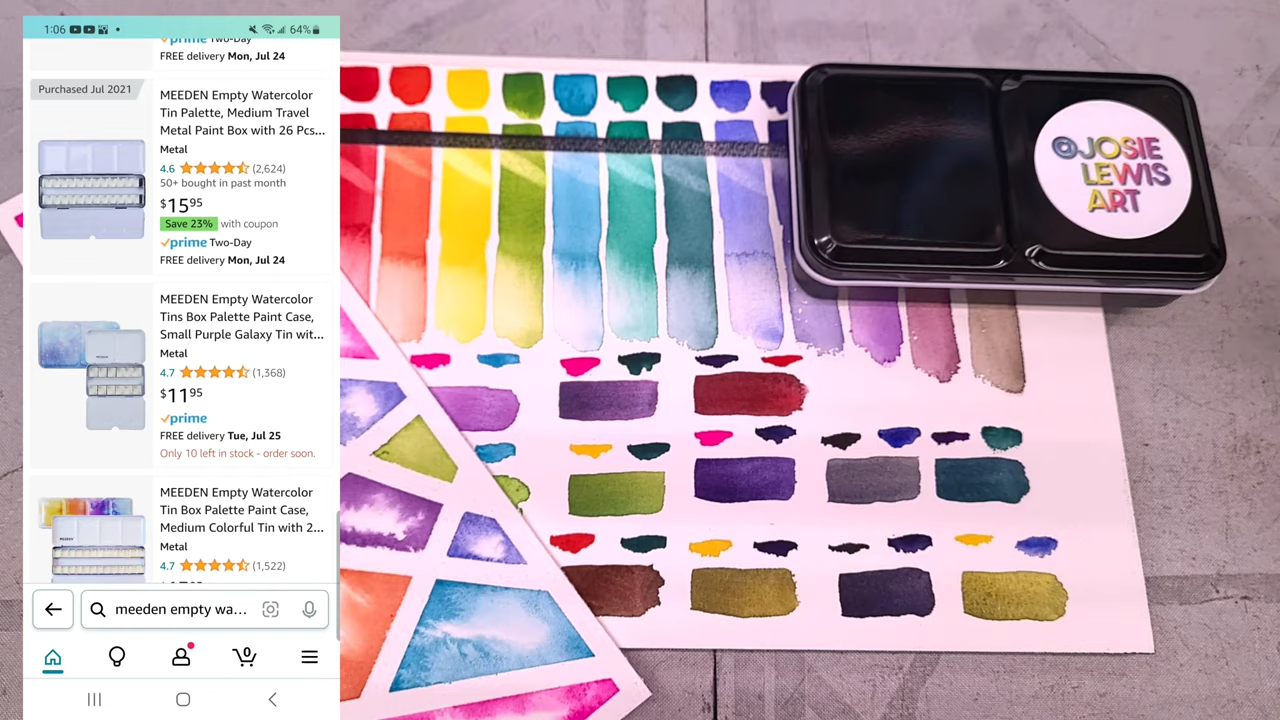 1:06
64%
prime Two-Day
FREE delivery Mon, Jul 24
Purchased Jul 2021
MEEDEN Empty Watercolor
Tin Palette, Medium Travel
Metal Paint Box with 26 Pcs...
Metal
4.6 (2,624)
50+ bought in past month
$15 95
Save 23% with coupon
prime Two-Day
FREE delivery Mon, Jul 24
MEEDEN Empty Watercolor
Tins Box Palette Paint Case,
Small Purple Galaxy Tin wit...
Metal
4.7 (1,368)
$11 95
prime
FREE delivery Tue, Jul 25
Only 10 left in stock - order soon.
MEEDEN Empty Watercolor
Tin Box Palette Paint Case,
Medium Colorful Tin with 2...
Metal
4.7 (1,522)
meeden empty wa...
0
@JOSIE
LEWIS
ART